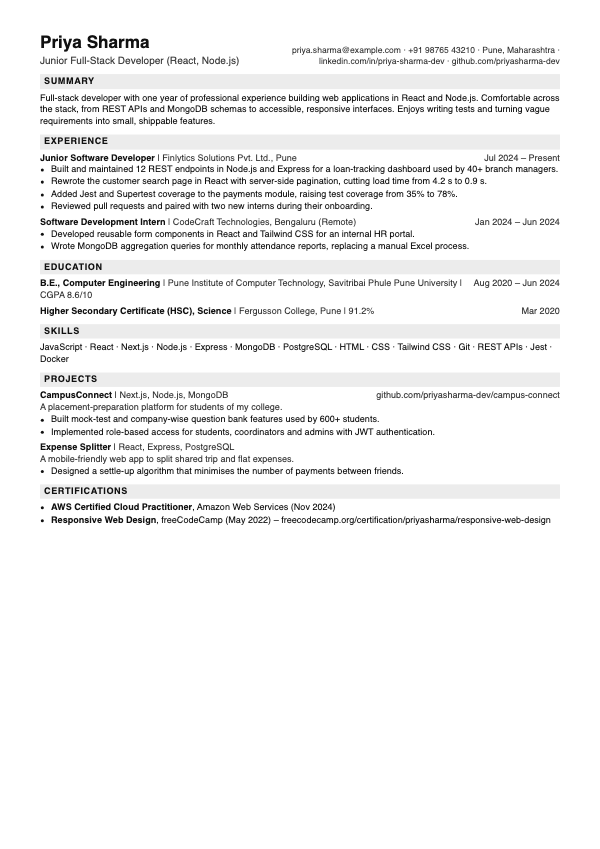 Priya Sharma
Junior Full-Stack Developer (React, Node.js)
priya.sharma@example.com · +91 98765 43210 · Pune, Maharashtra ·
linkedin.com/in/priya-sharma-dev · github.com/priyasharma-dev
SUMMARY
Full-stack developer with one year of professional experience building web applications in React and Node.js. Comfortable across
the stack, from REST APIs and MongoDB schemas to accessible, responsive interfaces. Enjoys writing tests and turning vague
requirements into small, shippable features.
EXPERIENCE
Junior Software Developer | Finlytics Solutions Pvt. Ltd., Pune Jul 2024 – Present
• Built and maintained 12 REST endpoints in Node.js and Express for a loan-tracking dashboard used by 40+ branch managers.
• Rewrote the customer search page in React with server-side pagination, cutting load time from 4.2 s to 0.9 s.
• Added Jest and Supertest coverage to the payments module, raising test coverage from 35% to 78%.
• Reviewed pull requests and paired with two new interns during their onboarding.
Software Development Intern | CodeCraft Technologies, Bengaluru (Remote) Jan 2024 – Jun 2024
• Developed reusable form components in React and Tailwind CSS for an internal HR portal.
• Wrote MongoDB aggregation queries for monthly attendance reports, replacing a manual Excel process.
EDUCATION
B.E., Computer Engineering | Pune Institute of Computer Technology, Savitribai Phule Pune University | Aug 2020 – Jun 2024
CGPA 8.6/10
Higher Secondary Certificate (HSC), Science | Fergusson College, Pune | 91.2% Mar 2020
SKILLS
JavaScript · React · Next.js · Node.js · Express · MongoDB · PostgreSQL · HTML · CSS · Tailwind CSS · Git · REST APIs · Jest ·
Docker
PROJECTS
CampusConnect | Next.js, Node.js, MongoDB github.com/priyasharma-dev/campus-connect
A placement-preparation platform for students of my college.
• Built mock-test and company-wise question bank features used by 600+ students.
• Implemented role-based access for students, coordinators and admins with JWT authentication.
Expense Splitter | React, Express, PostgreSQL
A mobile-friendly web app to split shared trip and flat expenses.
• Designed a settle-up algorithm that minimises the number of payments between friends.
CERTIFICATIONS
• AWS Certified Cloud Practitioner, Amazon Web Services (Nov 2024)
• Responsive Web Design, freeCodeCamp (May 2022) – freecodecamp.org/certification/priyasharma/responsive-web-design